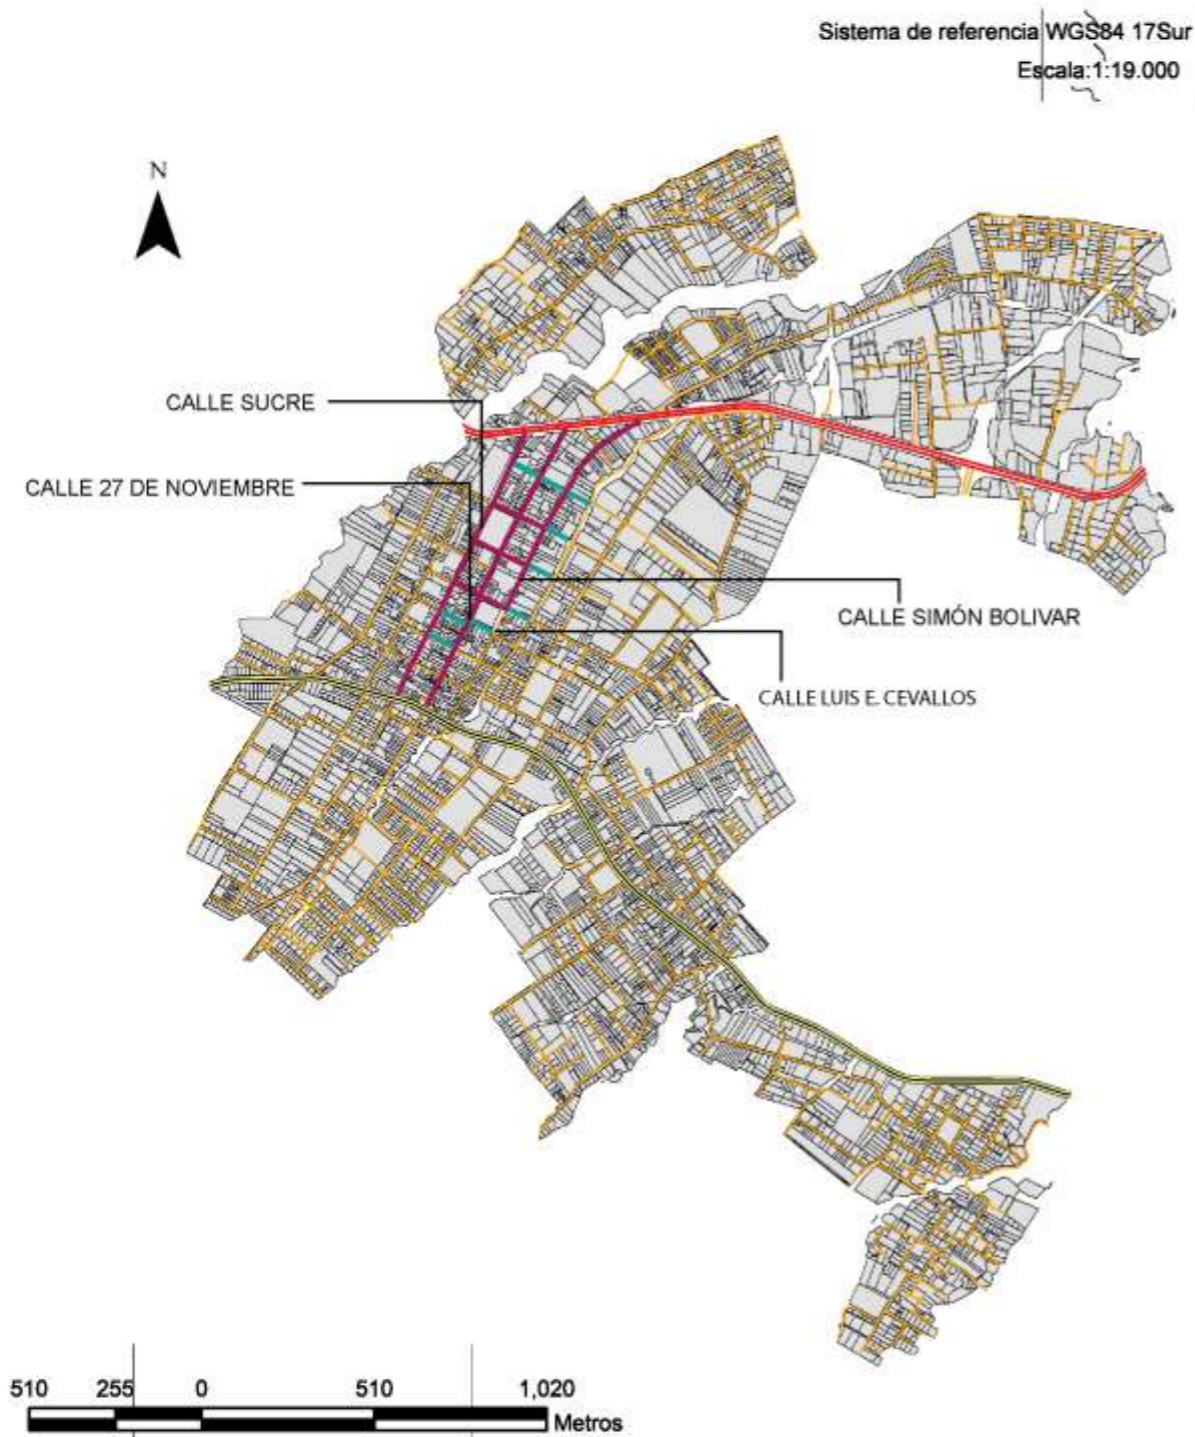 Sistema de referencia WGS84 17Sur
Escala:1:19.000
N
CALLE SUCRE
CALLE 27 DE NOVIEMBRE
CALLE SIMÓN BOLIVAR
CALLE LUIS E. CEVALLOS
510 255 0 510 1,020
Metros